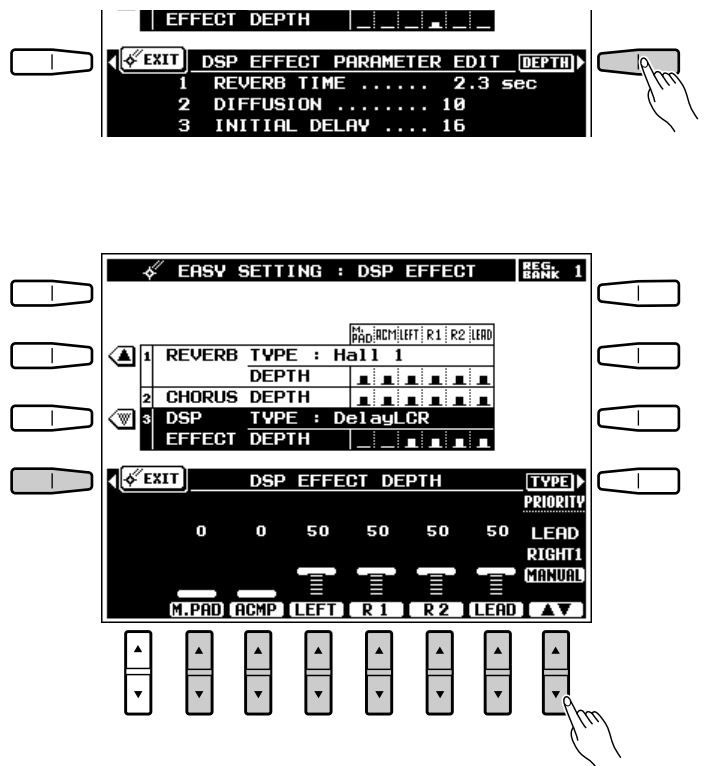 EFFECT DEPTH
EXIT DSP EFFECT PARAMETER EDIT DEPTH
1 REVERB TIME ...... 2.3 sec
2 DIFFUSION ........ 10
3 INITIAL DELAY .... 16
EASY SETTING : DSP EFFECT REG. BANK 1
M. PAD ACM LEFT R1 R2 LEAD
1 REVERB TYPE : Hall 1
DEPTH
2 CHORUS DEPTH
3 DSP TYPE : DelayLCR
EFFECT DEPTH
EXIT DSP EFFECT DEPTH TYPE
PRIORITY
0 0 50 50 50 50 LEAD
RIGHT1
MANUAL
M.PAD ACMP LEFT R 1 R 2 LEAD ▲▼